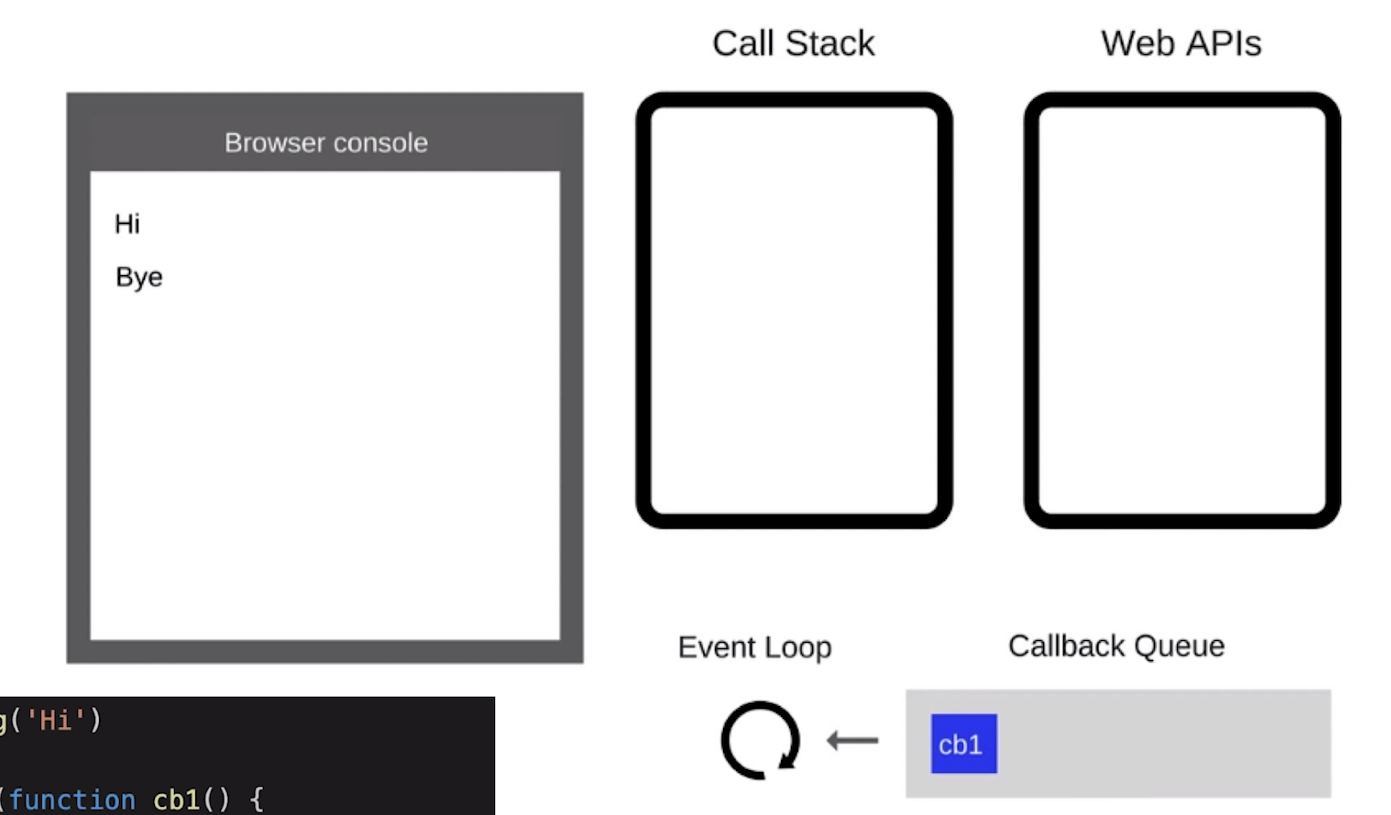 Call Stack
Web APIs
Browser console
Hi
Bye
Event Loop
Callback Queue
cb1
('Hi')
(function cb1() {